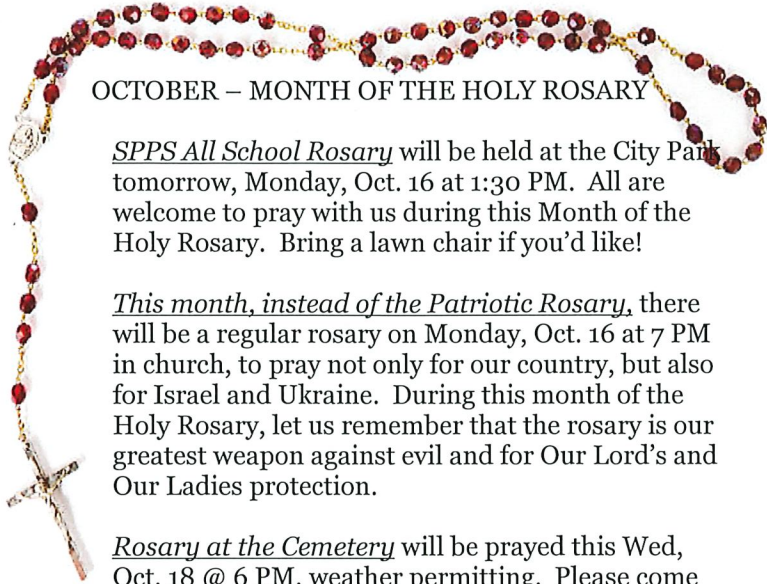 OCTOBER – MONTH OF THE HOLY ROSARY
SPPS All School Rosary will be held at the City Park
tomorrow, Monday, Oct. 16 at 1:30 PM. All are
welcome to pray with us during this Month of the
Holy Rosary. Bring a lawn chair if you'd like!
This month, instead of the Patriotic Rosary, there
will be a regular rosary on Monday, Oct. 16 at 7 PM
in church, to pray not only for our country, but also
for Israel and Ukraine. During this month of the
Holy Rosary, let us remember that the rosary is our
greatest weapon against evil and for Our Lord's and
Our Ladies protection.
Rosary at the Cemetery will be prayed this Wed,
Oct. 18 @ 6 PM, weather permitting. Please come